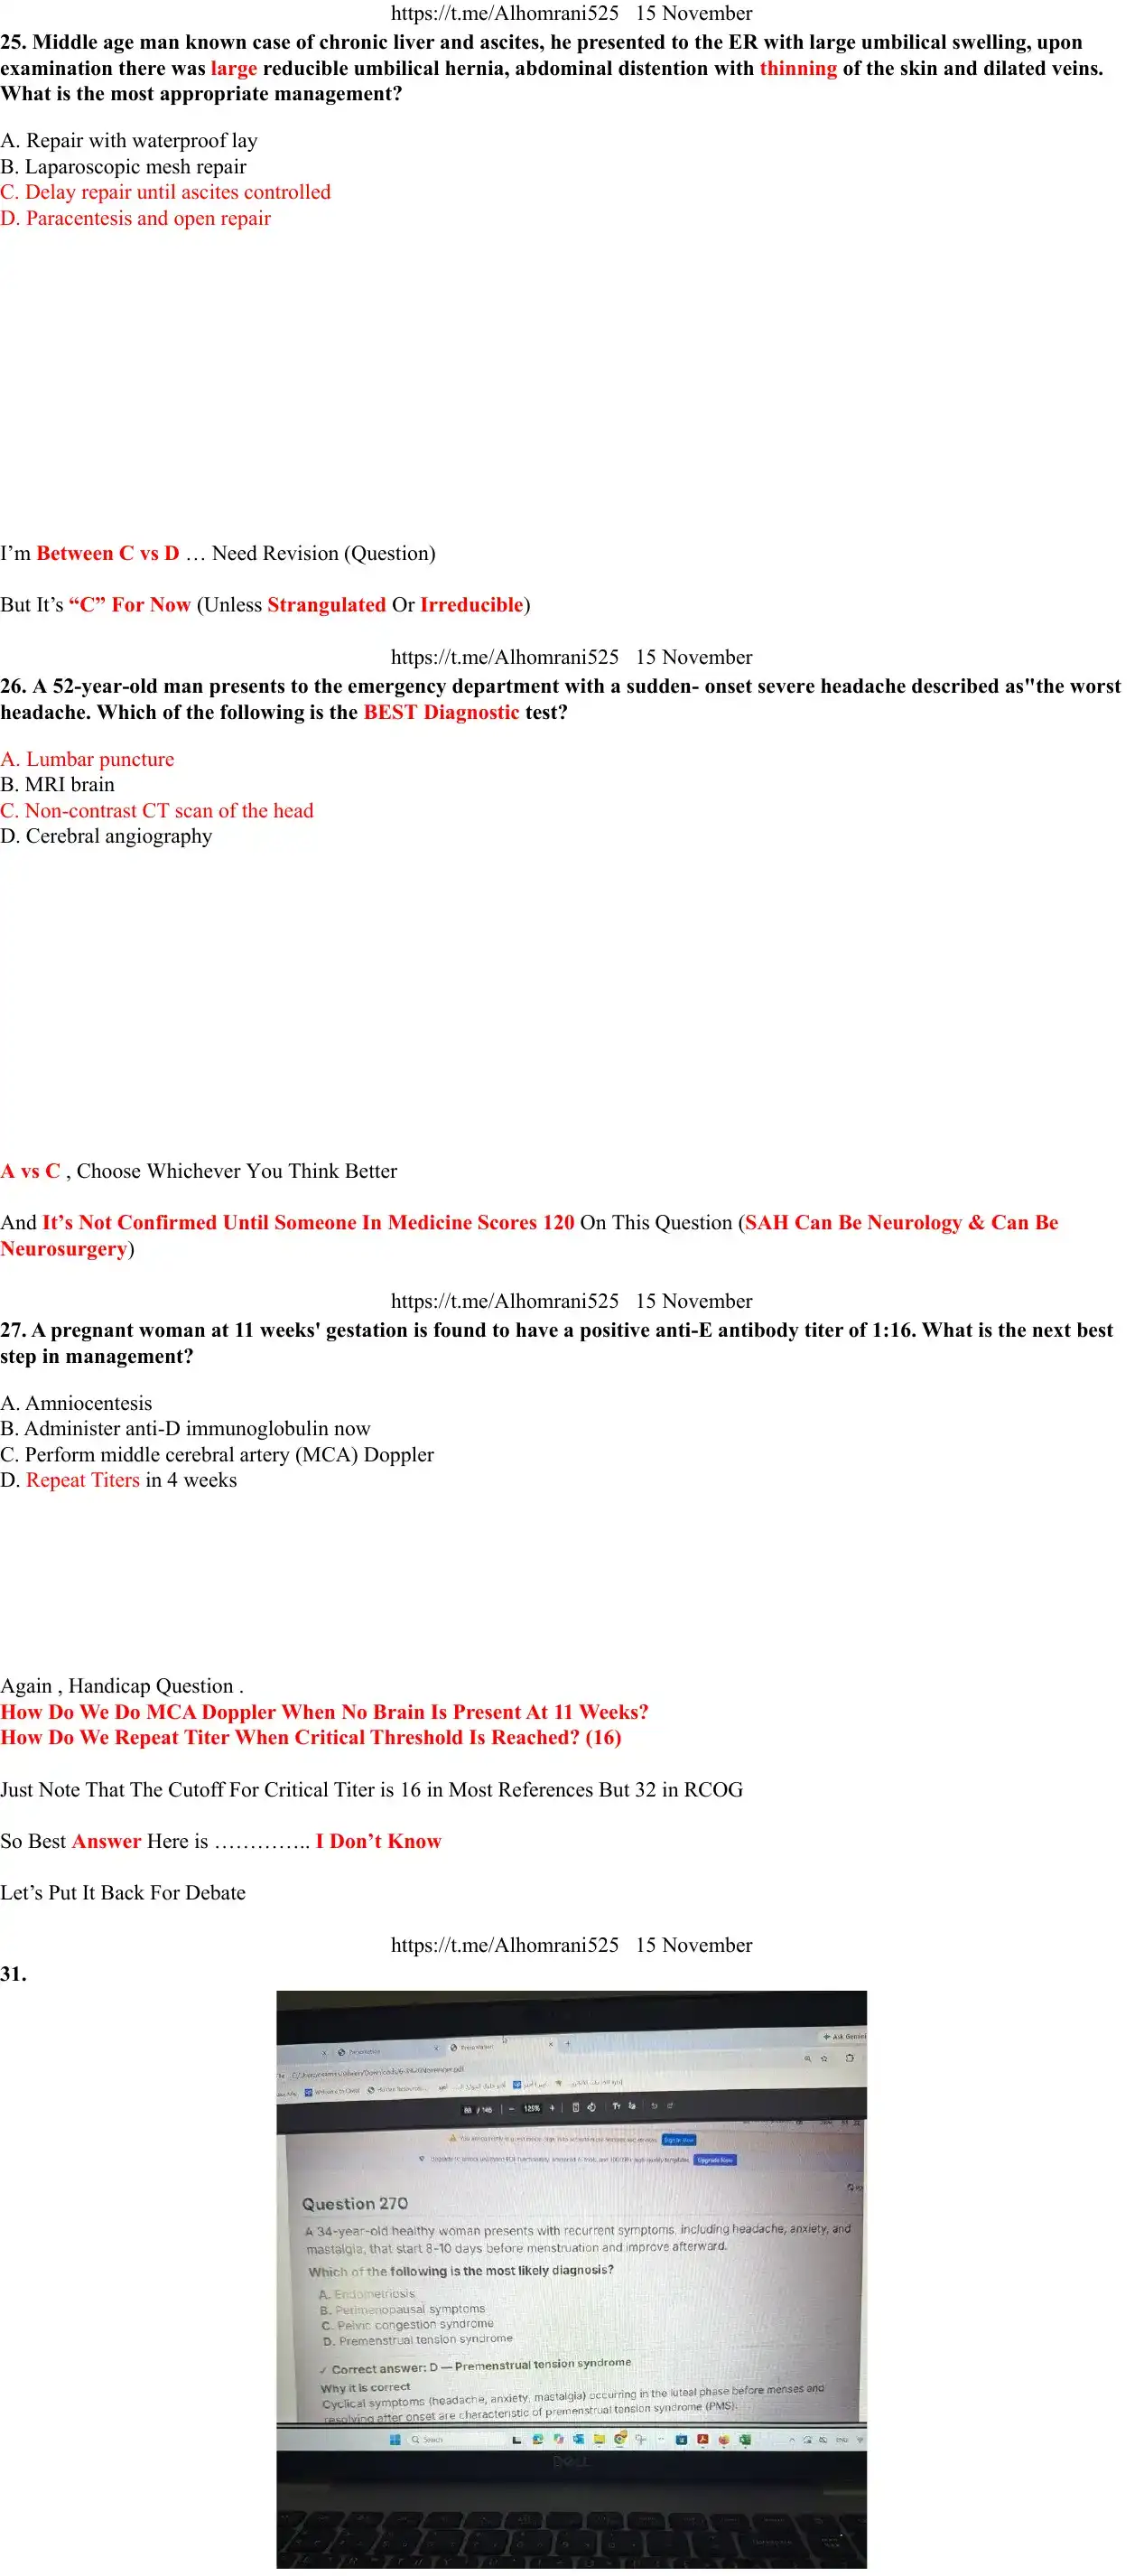 https://t.me/Alhomrani525 15 November
25. Middle age man known case of chronic liver and ascites, he presented to the ER with large umbilical swelling, upon
examination there was large reducible umbilical hernia, abdominal distention with thinning of the skin and dilated veins.
What is the most appropriate management?
A. Repair with waterproof lay
B. Laparoscopic mesh repair
C. Delay repair until ascites controlled
D. Paracentesis and open repair
I’m Between C vs D … Need Revision (Question)
But It’s “C” For Now (Unless Strangulated Or Irreducible)
https://t.me/Alhomrani525 15 November
26. A 52-year-old man presents to the emergency department with a sudden- onset severe headache described as"the worst
headache. Which of the following is the BEST Diagnostic test?
A. Lumbar puncture
B. MRI brain
C. Non-contrast CT scan of the head
D. Cerebral angiography
A vs C , Choose Whichever You Think Better
And It’s Not Confirmed Until Someone In Medicine Scores 120 On This Question (SAH Can Be Neurology & Can Be
Neurosurgery)
https://t.me/Alhomrani525 15 November
27. A pregnant woman at 11 weeks' gestation is found to have a positive anti-E antibody titer of 1:16. What is the next best
step in management?
A. Amniocentesis
B. Administer anti-D immunoglobulin now
C. Perform middle cerebral artery (MCA) Doppler
D. Repeat Titers in 4 weeks
Again , Handicap Question .
How Do We Do MCA Doppler When No Brain Is Present At 11 Weeks?
How Do We Repeat Titer When Critical Threshold Is Reached? (16)
Just Note That The Cutoff For Critical Titer is 16 in Most References But 32 in RCOG
So Best Answer Here is ………….. I Don’t Know
Let’s Put It Back For Debate
https://t.me/Alhomrani525 15 November
31.
Ask Gemini
88 / 146 125%
Sign In Now
Upgrade Now
Question 270
A 34-year-old healthy woman presents with recurrent symptoms, including headache, anxiety, and
mastalgia, that start 8-10 days before menstruation and improve afterward.
Which of the following is the most likely diagnosis?
A. Endometriosis
B. Perimenopausal symptoms
C. Pelvic congestion syndrome
D. Premenstrual tension syndrome
✓ Correct answer: D — Premenstrual tension syndrome
Why it is correct
Cyclical symptoms (headache, anxiety, mastalgia) occurring in the luteal phase before menses and
resolving after onset are characteristic of premenstrual tension syndrome (PMS).
Search
DELL